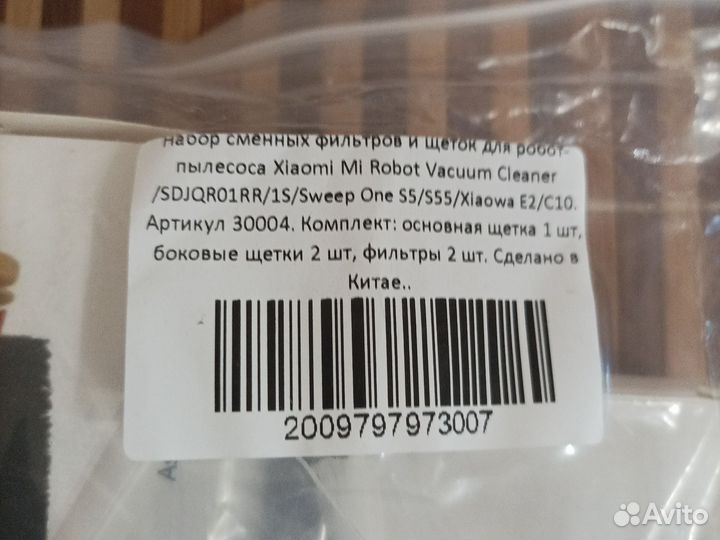 Набор сменных фильтров и щеток для робот-
пылесоса Xiaomi Mi Robot Vacuum Cleaner
/SDJQR01RR/1S/Sweep One S5/S55/Xiaowa E2/C10.
Артикул 30004. Комплект: основная щетка 1 шт,
боковые щетки 2 шт, фильтры 2 шт. Сделано в
Китае..
2009797973007
Avito